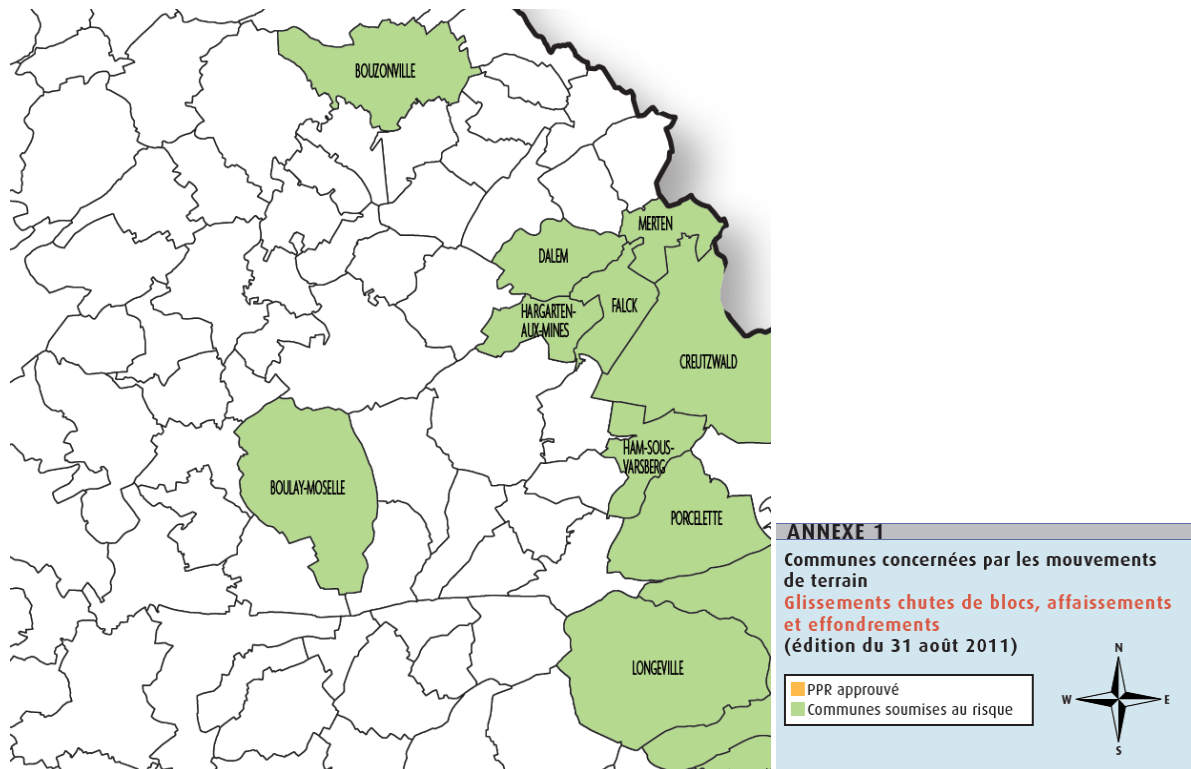 BOUZONVILLE
MERTEN
DALEM
HARGARTEN-
AUX-MINES
FALCK
CREUTZWALD
HAM-SOUS-
VARSBERG
BOULAY-MOSELLE
PORCELETTE
LONGEVILLE
ANNEXE 1
Communes concernées par les mouvements
de terrain
Glissements chutes de blocs, affaissements
et effondrements
(édition du 31 août 2011)
N
W
E
S
PPR approuvé
Communes soumises au risque